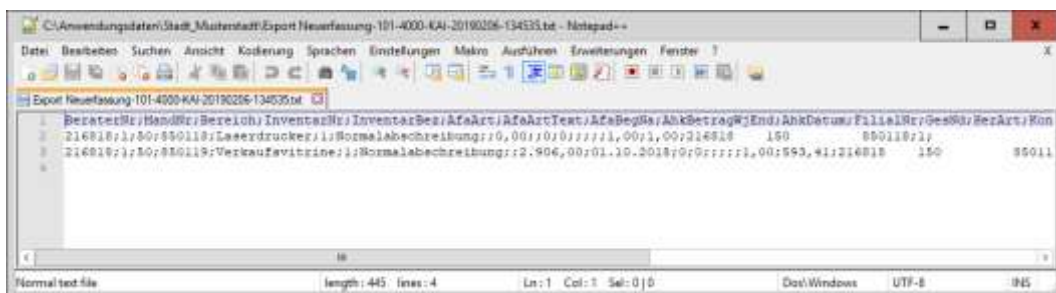 C:\Anwendungsdaten\Stadt_Musterstadt\Export Neuerfassung-101-4000-KAI-20190206-134535.txt - Notepad++
Datei Bearbeiten Suchen Ansicht Kodierung Sprachen Einstellungen Makro Ausführen Erweiterungen Fenster ? X
Export Neuerfassung-101-4000-KAI-20190206-134535.txt
1 BeraterNr;MandNr;Bereich;InventarNr;InventarBez;AfaArt;AfaArtText;AfaBegNa;AhkBetragWjEnd;AhkDatum;FilialNr;GesNd;HerArt;Kon
2 216818;1;50;850118;Laserdrucker;1;Normalabschreibung;;0,00;;0;0;;;;;1,00;1,00;216818 150 850118;1;
3 216818;1;50;850119;Verkaufsvitrine;1;Normalabschreibung;;2.906,00;01.10.2018;0;0;;;;;1,00;593,41;216818 150 85011
4
Normal text file length : 445 lines : 4 Ln : 1 Col : 1 Sel : 0 | 0 Dos\Windows UTF-8 INS